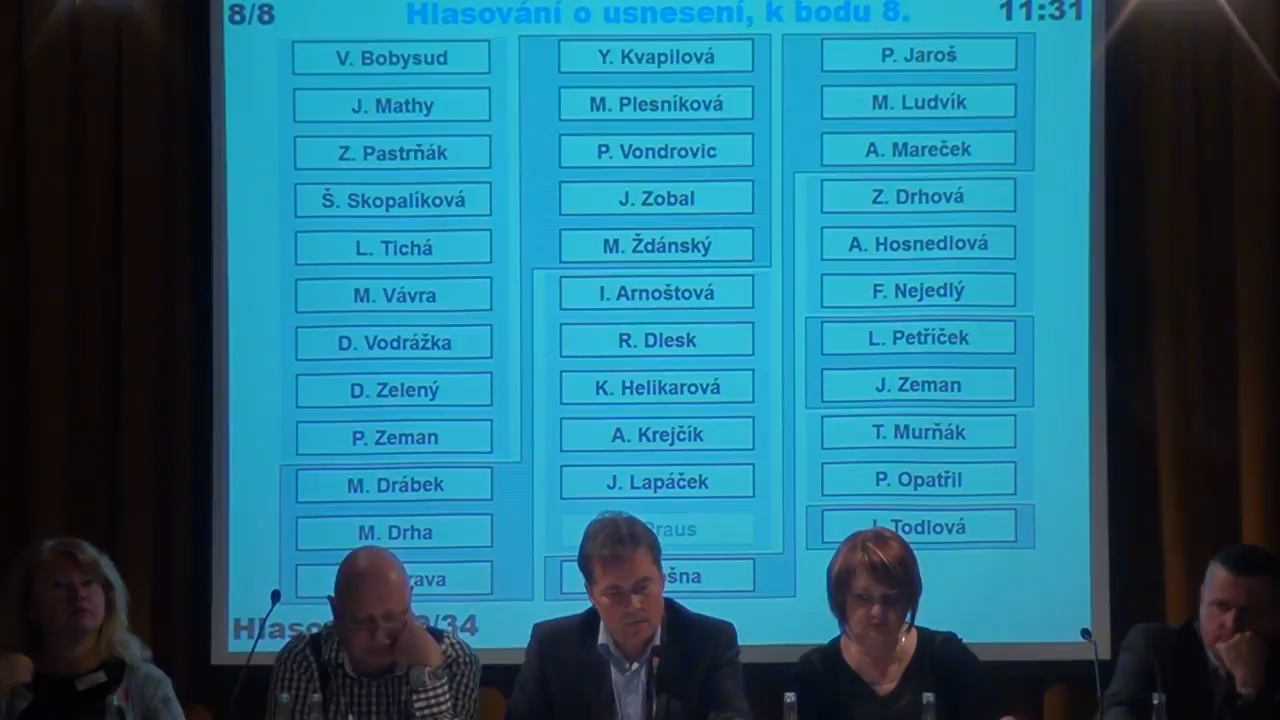 8/8
Hlasování o usnesení, k bodu 8.
11:31
V. Bobysud
J. Mathy
Z. Pastrňák
Š. Skopalíková
L. Tichá
M. Vávra
D. Vodrážka
D. Zelený
P. Zeman
M. Drábek
M. Drha
Y. Kvapilová
M. Plesníková
P. Vondrovic
J. Zobal
M. Ždánský
I. Arnoštová
R. Dlesk
K. Helikarová
A. Krejčík
J. Lapáček
P. Jaroš
M. Ludvík
A. Mareček
Z. Drhová
A. Hosnedlová
F. Nejedlý
L. Petříček
J. Zeman
T. Murňák
P. Opatřil
Todlová
/34